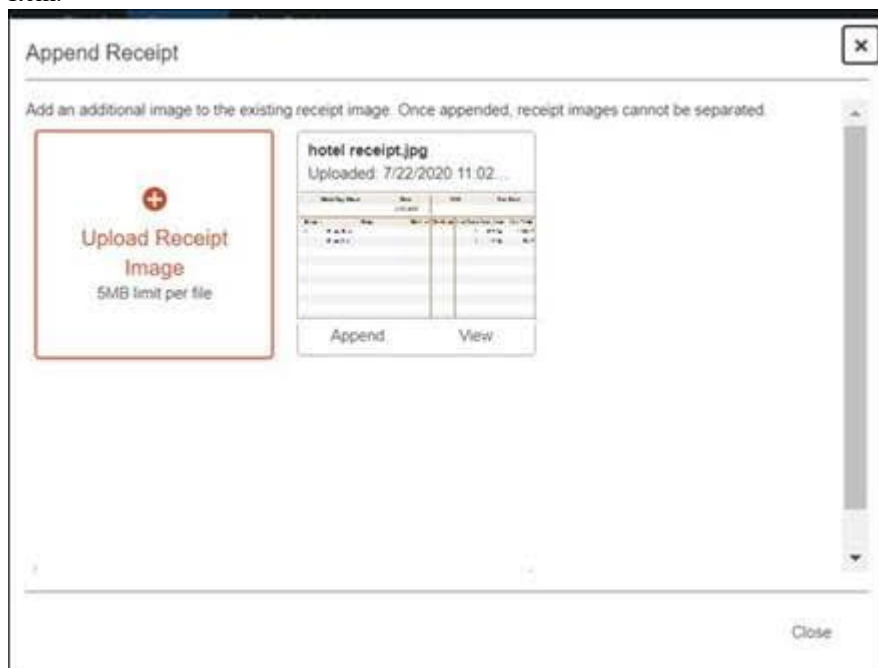 Append Receipt
×
Add an additional image to the existing receipt image. Once appended, receipt images cannot be separated.
Upload Receipt
Image
5MB limit per file
hotel receipt.jpg
Uploaded: 7/22/2020 11:02...
Append
View
Close